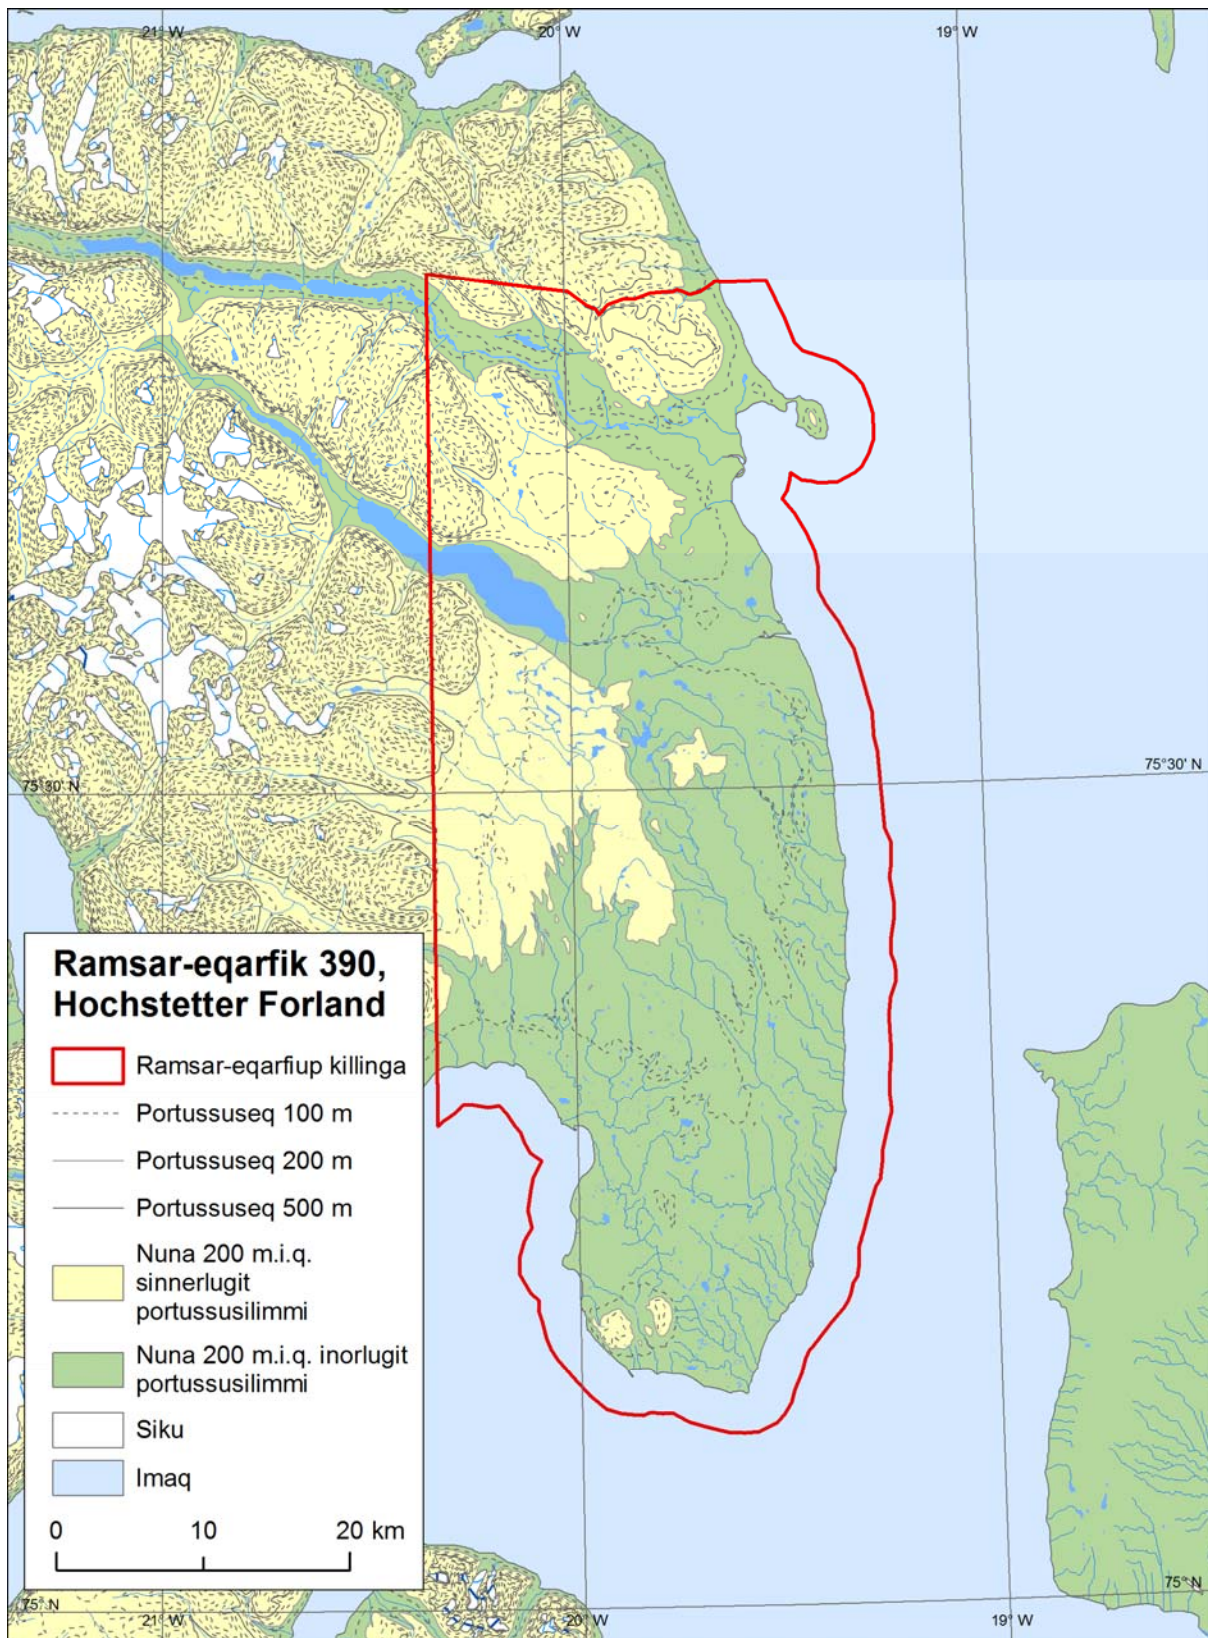 21° W
20° W
19° W
75°30' N
75°30' N
Ramsar-eqarfik 390,
Hochstetter Forland
Ramsar-eqarfiup killinga
Portussuseq 100 m
Portussuseq 200 m
Portussuseq 500 m
Nuna 200 m.i.q.
sinnerlugit
portussusilimmi
Nuna 200 m.i.q. inorlugit
portussusilimmi
Siku
Imaq
0 10 20 km
75° N
75° N
21° W
20° W
19° W